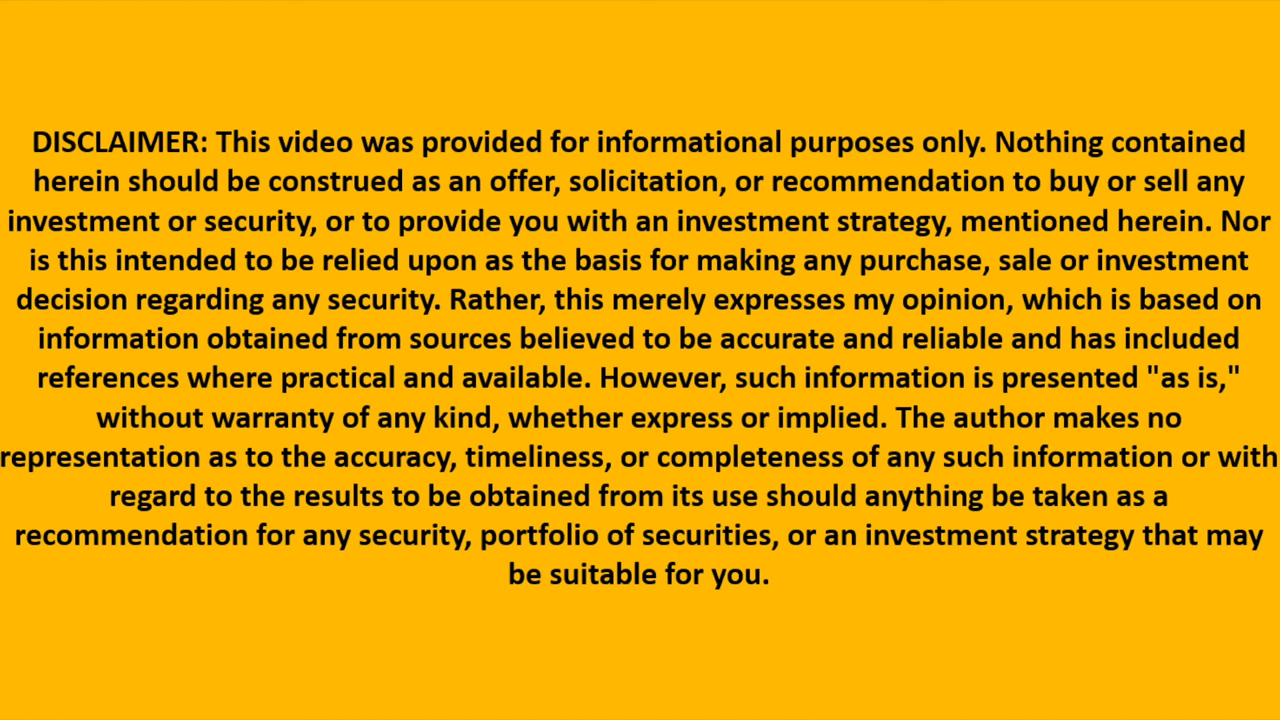 DISCLAIMER: This video was provided for informational purposes only. Nothing contained
herein should be construed as an offer, solicitation, or recommendation to buy or sell any
investment or security, or to provide you with an investment strategy, mentioned herein. Nor
is this intended to be relied upon as the basis for making any purchase, sale or investment
decision regarding any security. Rather, this merely expresses my opinion, which is based on
information obtained from sources believed to be accurate and reliable and has included
references where practical and available. However, such information is presented "as is,"
without warranty of any kind, whether express or implied. The author makes no
representation as to the accuracy, timeliness, or completeness of any such information or with
regard to the results to be obtained from its use should anything be taken as a
recommendation for any security, portfolio of securities, or an investment strategy that may
be suitable for you.